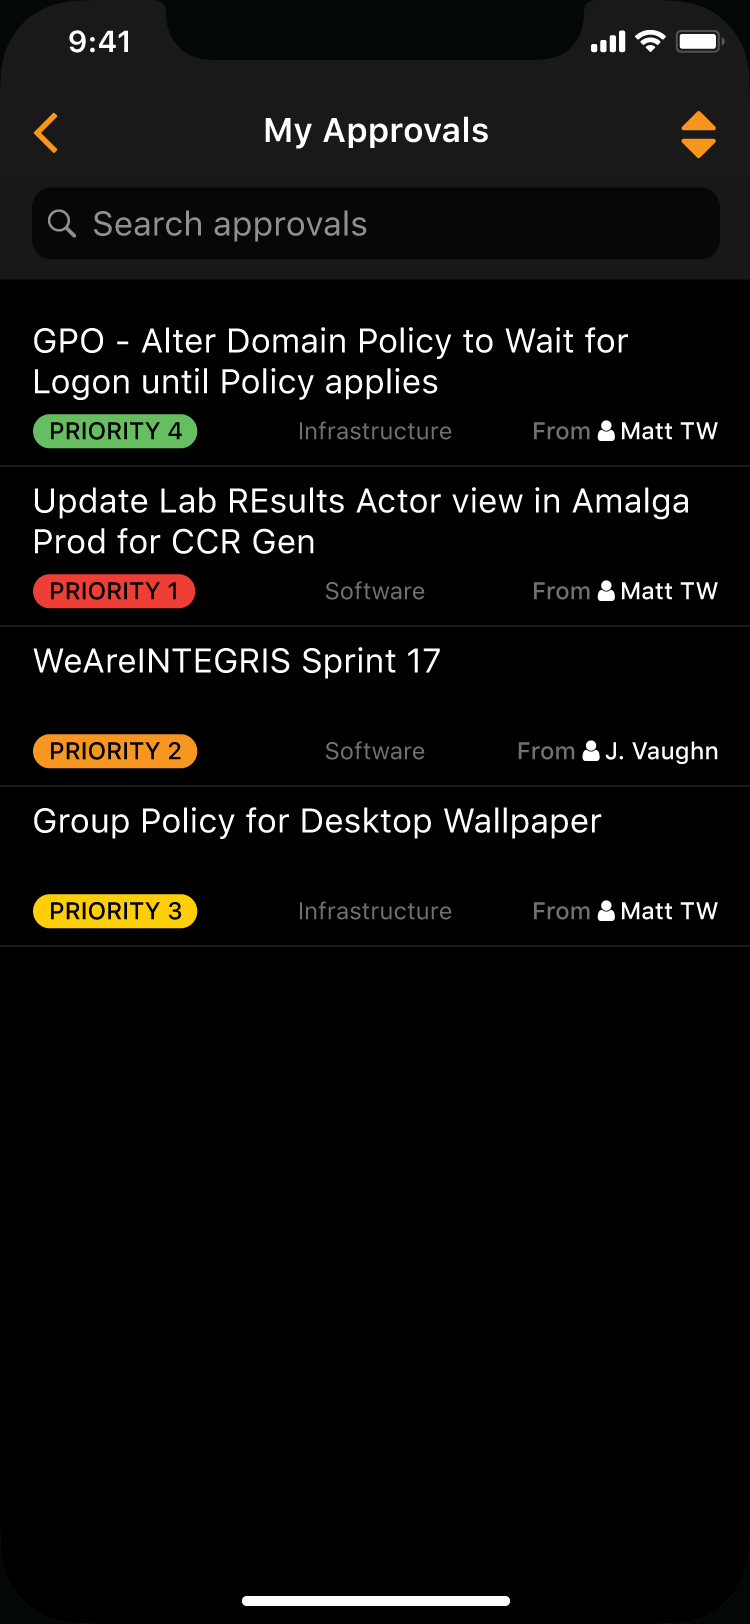 9:41
My Approvals
Search approvals
GPO - Alter Domain Policy to Wait for
Logon until Policy applies
PRIORITY 4 Infrastructure From Matt TW
Update Lab REsults Actor view in Amalga
Prod for CCR Gen
PRIORITY 1 Software From Matt TW
WeAreINTEGRIS Sprint 17
PRIORITY 2 Software From J. Vaughn
Group Policy for Desktop Wallpaper
PRIORITY 3 Infrastructure From Matt TW